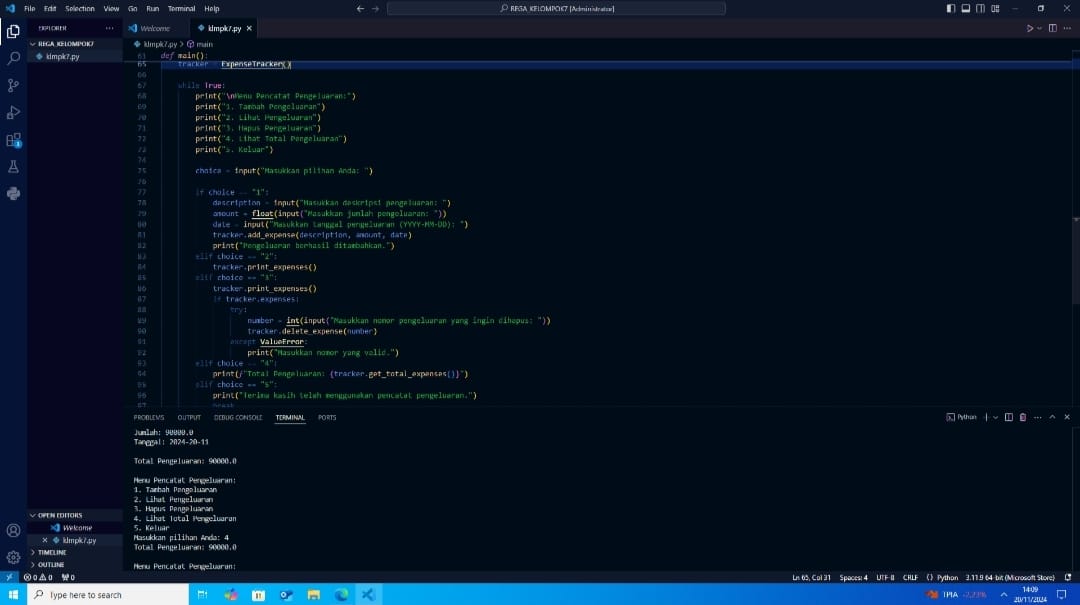 File Edit Selection View Go Run Terminal Help
REGA_KELOMPOK7 [Administrator]
EXPLORER
Welcome
klmpk7.py
REGA_KELOMPOK7
klmpk7.py > main
klmpk7.py
61 def main():
65 tracker = ExpenseTracker()
66
67 while True:
68 print("\nMenu Pencatat Pengeluaran:")
69 print("1. Tambah Pengeluaran")
70 print("2. Lihat Pengeluaran")
71 print("3. Hapus Pengeluaran")
72 print("4. Lihat Total Pengeluaran")
73 print("5. Keluar")
74
75 choice = input("Masukkan pilihan Anda: ")
76
77 if choice == "1":
78 description = input("Masukkan deskripsi pengeluaran: ")
79 amount = float(input("Masukkan jumlah pengeluaran: "))
80 date = input("Masukkan tanggal pengeluaran (YYYY-MM-DD): ")
81 tracker.add_expense(description, amount, date)
82 print("Pengeluaran berhasil ditambahkan.")
83 elif choice == "2":
84 tracker.print_expenses()
85 elif choice == "3":
86 tracker.print_expenses()
87 if tracker.expenses:
88 try:
89 number = int(input("Masukkan nomor pengeluaran yang ingin dihapus: "))
90 tracker.delete_expense(number)
91 except ValueError:
92 print("Masukkan nomor yang valid.")
93 elif choice == "4":
94 print(f"Total Pengeluaran: {tracker.get_total_expenses()}")
95 elif choice == "5":
96 print("Terima kasih telah menggunakan pencatat pengeluaran.")
97 break
PROBLEMS OUTPUT DEBUG CONSOLE TERMINAL PORTS
Python
Jumlah: 90000.0
Tanggal: 2024-20-11
Total Pengeluaran: 90000.0
Menu Pencatat Pengeluaran:
1. Tambah Pengeluaran
2. Lihat Pengeluaran
3. Hapus Pengeluaran
4. Lihat Total Pengeluaran
5. Keluar
Masukkan pilihan Anda: 4
Total Pengeluaran: 90000.0
Menu Pencatat Pengeluaran:
OPEN EDITORS
Welcome
klmpk7.py
TIMELINE
OUTLINE
0 0 0
Ln 65, Col 31 Spaces: 4 UTF-8 CRLF {} Python 3.11.9 64-bit (Microsoft Store)
Type here to search
TPIA -2,29%
14:09
20/11/2024